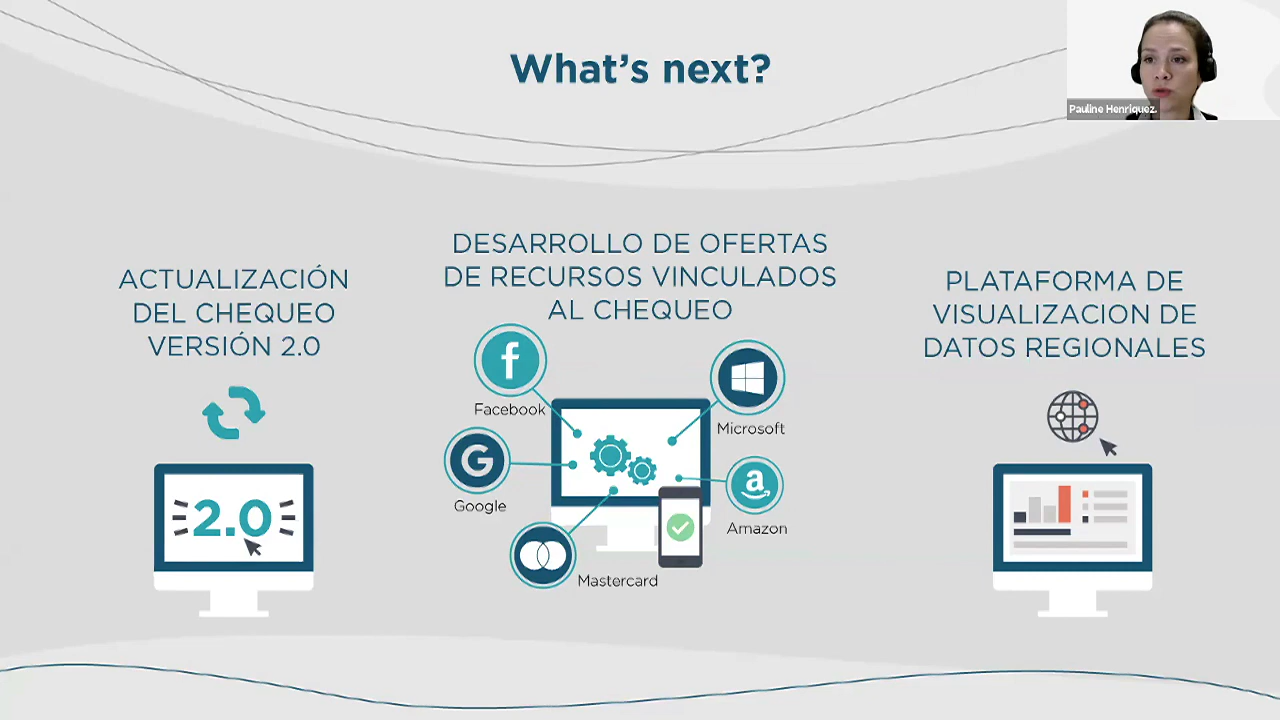 What's next?
Pauline Henriquez.
ACTUALIZACIÓN
DEL CHEQUEO
VERSIÓN 2.0
2.0
DESARROLLO DE OFERTAS
DE RECURSOS VINCULADOS
AL CHEQUEO
Facebook
Microsoft
Google
Amazon
Mastercard
PLATAFORMA DE
VISUALIZACION DE
DATOS REGIONALES